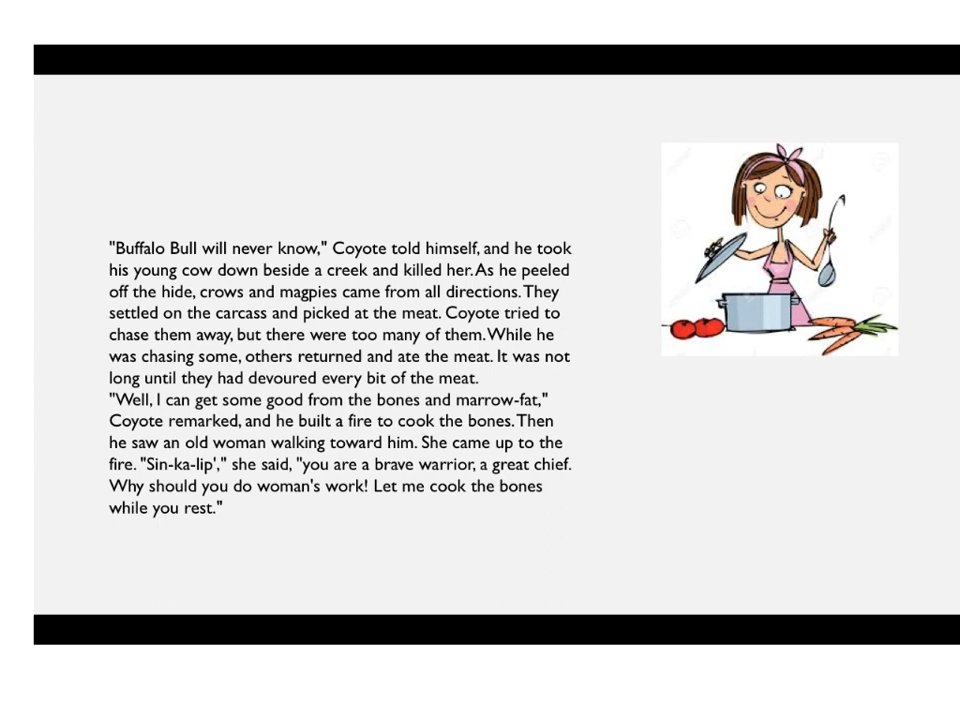 "Buffalo Bull will never know," Coyote told himself, and he took
his young cow down beside a creek and killed her. As he peeled
off the hide, crows and magpies came from all directions. They
settled on the carcass and picked at the meat. Coyote tried to
chase them away, but there were too many of them. While he
was chasing some, others returned and ate the meat. It was not
long until they had devoured every bit of the meat.
"Well, I can get some good from the bones and marrow-fat,"
Coyote remarked, and he built a fire to cook the bones. Then
he saw an old woman walking toward him. She came up to the
fire. "Sin-ka-lip'," she said, "you are a brave warrior, a great chief.
Why should you do woman's work! Let me cook the bones
while you rest."